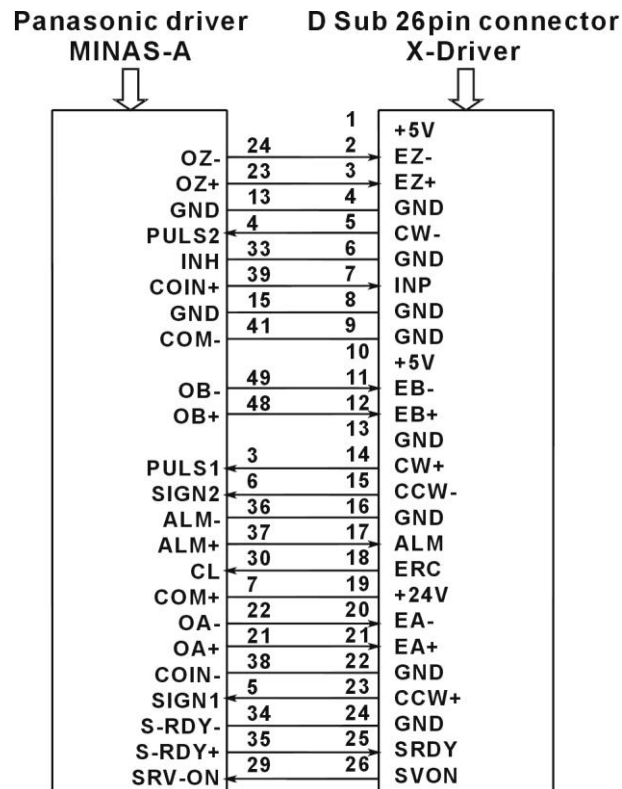 Panasonic driver D Sub 26pin connector
MINAS-A X-Driver
1 +5V
OZ- 24 2 EZ-
OZ+ 23 3 EZ+
GND 13 4 GND
PULS2 4 5 CW-
INH 33 6 GND
COIN+ 39 7 INP
GND 15 8 GND
COM- 41 9 GND
10 +5V
OB- 49 11 EB-
OB+ 48 12 EB+
13 GND
PULS1 3 14 CW+
SIGN2 6 15 CCW-
ALM- 36 16 GND
ALM+ 37 17 ALM
CL 30 18 ERC
COM+ 7 19 +24V
OA- 22 20 EA-
OA+ 21 21 EA+
COIN- 38 22 GND
SIGN1 5 23 CCW+
S-RDY- 34 24 GND
S-RDY+ 35 25 SRDY
SRV-ON 29 26 SVON